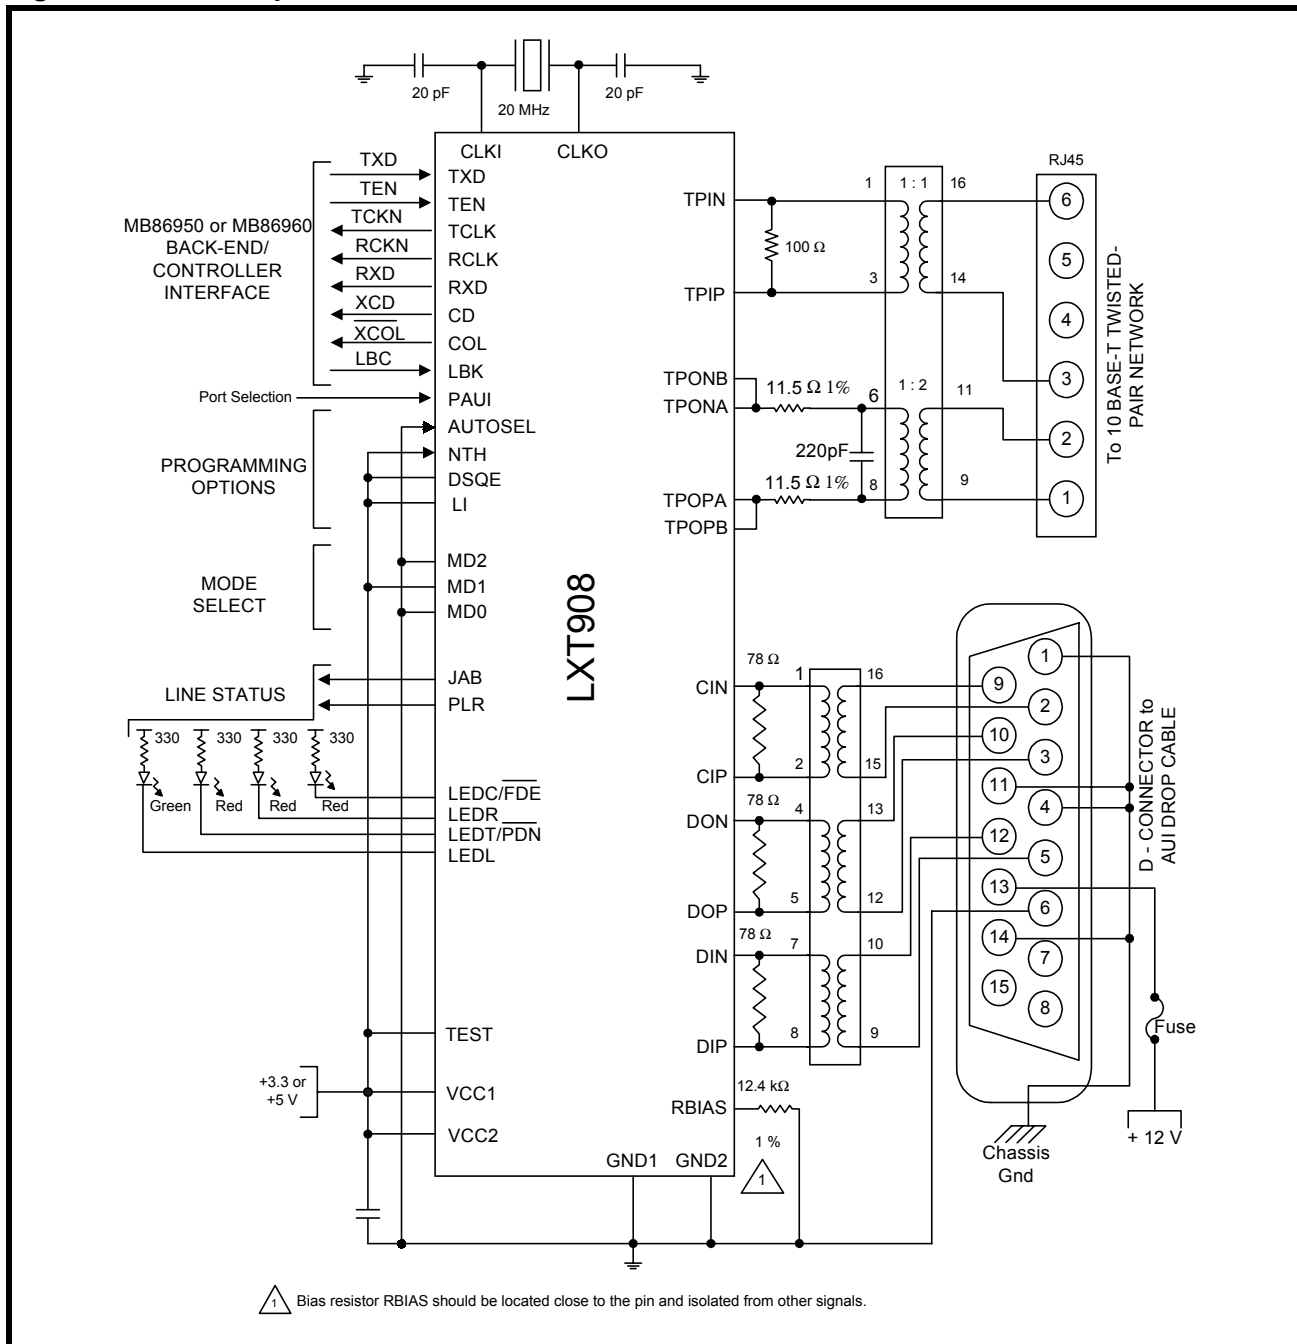 20 pF
20 MHz
20 pF
CLKI
CLKO
MB86950 or MB86960
BACK-END/
CONTROLLER
INTERFACE
TXD
TEN
TCKN
RCKN
RXD
XCD
XCOL
LBC
Port Selection
PROGRAMMING
OPTIONS
MODE
SELECT
LINE STATUS
330
330
330
330
Green
Red
Red
Red
+3.3 or
+5 V
TXD
TEN
TCLK
RCLK
RXD
CD
COL
LBK
PAUI
AUTOSEL
NTH
DSQE
LI
MD2
MD1
MD0
JAB
PLR
LEDC/FDE
LEDR
LEDT/PDN
LEDL
TEST
VCC1
VCC2
GND1
GND2
LXT908
TPIN
TPIP
TPONB
TPONA
TPOPA
TPOPB
CIN
CIP
DON
DOP
DIN
DIP
RBIAS
100 Ω
11.5 Ω 1%
220pF
11.5 Ω 1%
1
1 : 1
16
3
14
6
1 : 2
11
8
9
RJ45
6
5
4
3
2
1
To 10 BASE-T TWISTED-
PAIR NETWORK
78 Ω
1
16
2
15
78 Ω
4
13
5
12
78 Ω
7
10
8
9
12.4 kΩ
1 %
1
1
9
2
10
3
11
4
12
5
13
6
14
7
15
8
D - CONNECTOR to
AUI DROP CABLE
Fuse
+ 12 V
Chassis
Gnd
1 Bias resistor RBIAS should be located close to the pin and isolated from other signals.